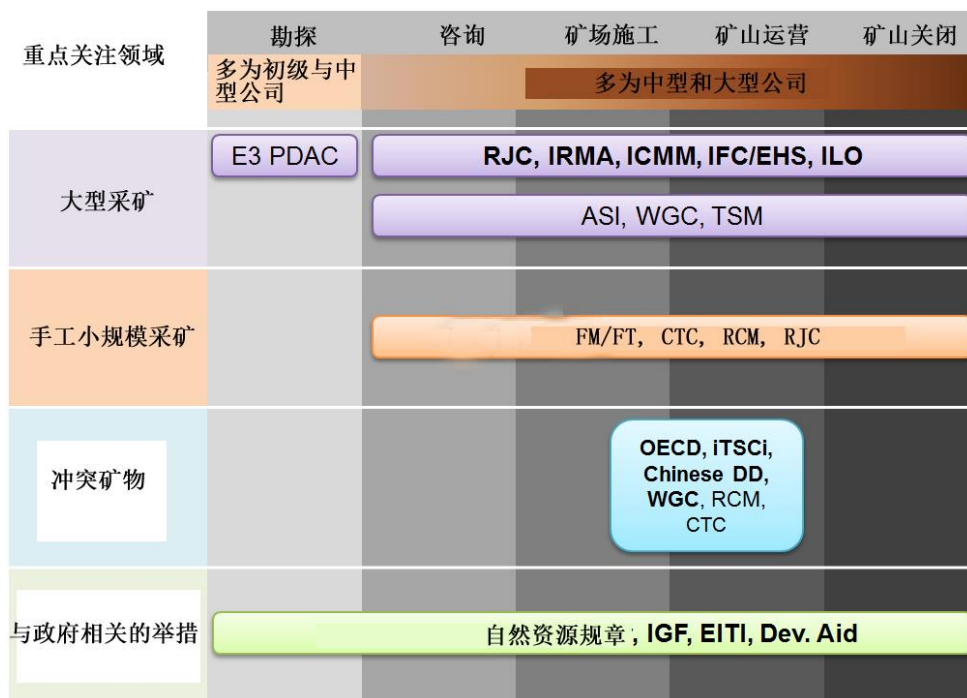 重点关注领域
勘探
咨询
矿场施工
矿山运营
矿山关闭
多为初级与中
型公司
多为中型和大型公司
大型采矿
E3 PDAC
RJC, IRMA, ICMM, IFC/EHS, ILO
ASI, WGC, TSM
手工小规模采矿
FM/FT, CTC, RCM, RJC
冲突矿物
OECD, iTSCi,
Chinese DD,
WGC, RCM,
CTC
与政府相关的举措
自然资源规章, IGF, EITI, Dev. Aid